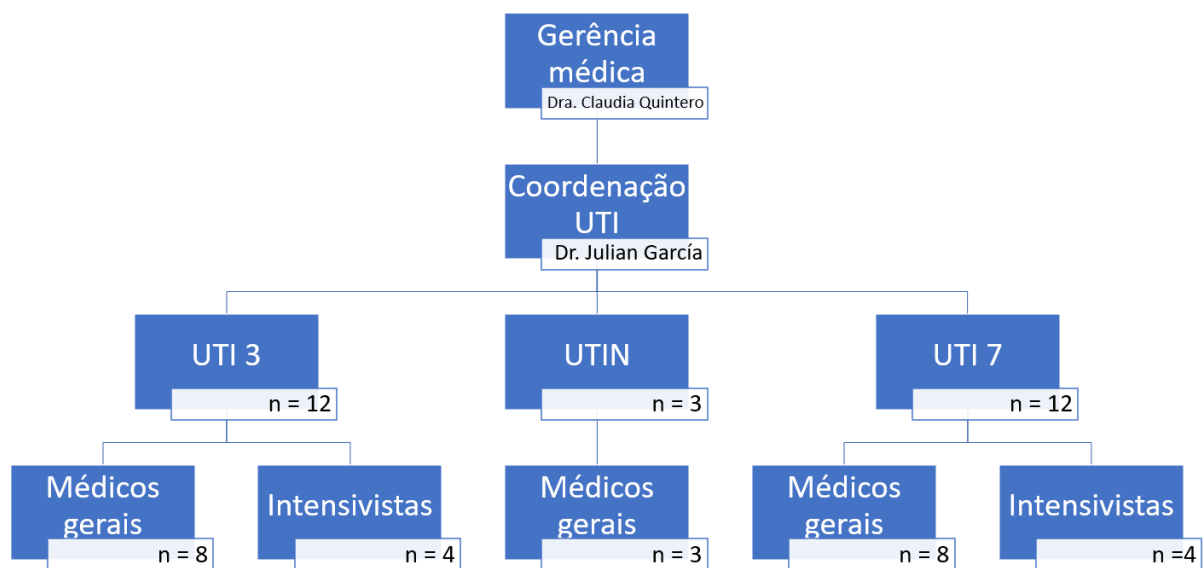 Gerência
médica
Dra. Claudia Quintero
Coordenação
UTI
Dr. Julian García
UTI 3
n = 12
UTIN
n = 3
UTI 7
n = 12
Médicos
gerais
n = 8
Intensivistas
n = 4
Médicos
gerais
n = 3
Médicos
gerais
n = 8
Intensivistas
n =4